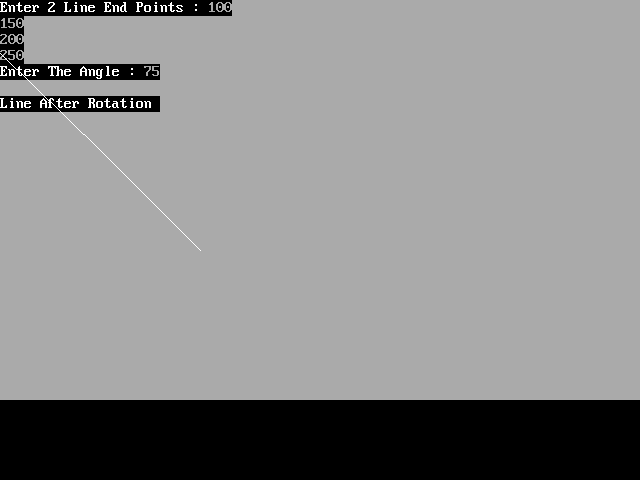 Enter 2 Line End Points : 100
150
200
250
Enter The Angle : 75
Line After Rotation